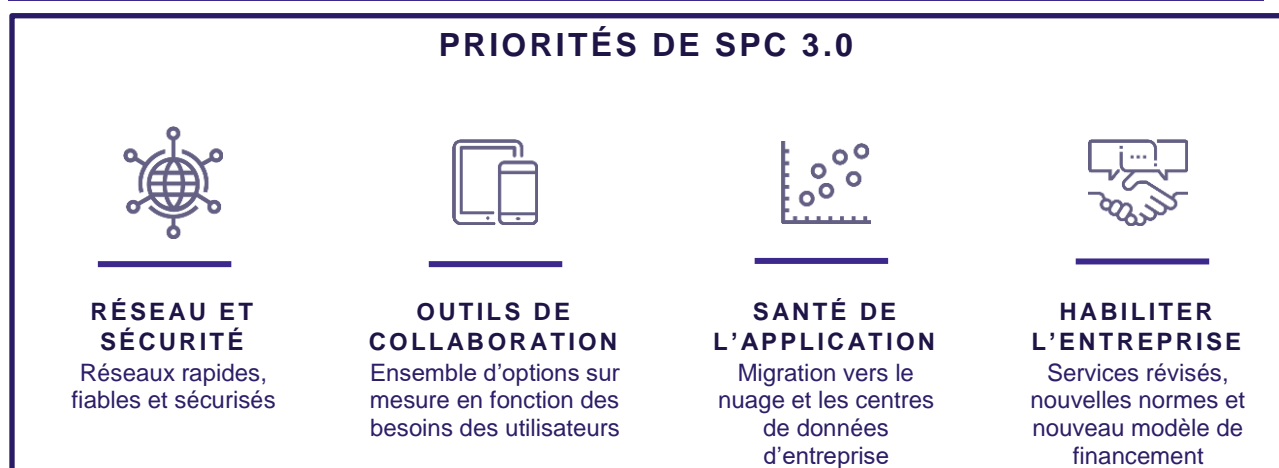 PRIORITÉS DE SPC 3.0
RÉSEAU ET
SÉCURITÉ
Réseaux rapides,
fiables et sécurisés
OUTILS DE
COLLABORATION
Ensemble d’options sur
mesure en fonction des
besoins des utilisateurs
SANTÉ DE
L’APPLICATION
Migration vers le
nuage et les centres
de données
d’entreprise
HABILITER
L’ENTREPRISE
Services révisés,
nouvelles normes et
nouveau modèle de
financement